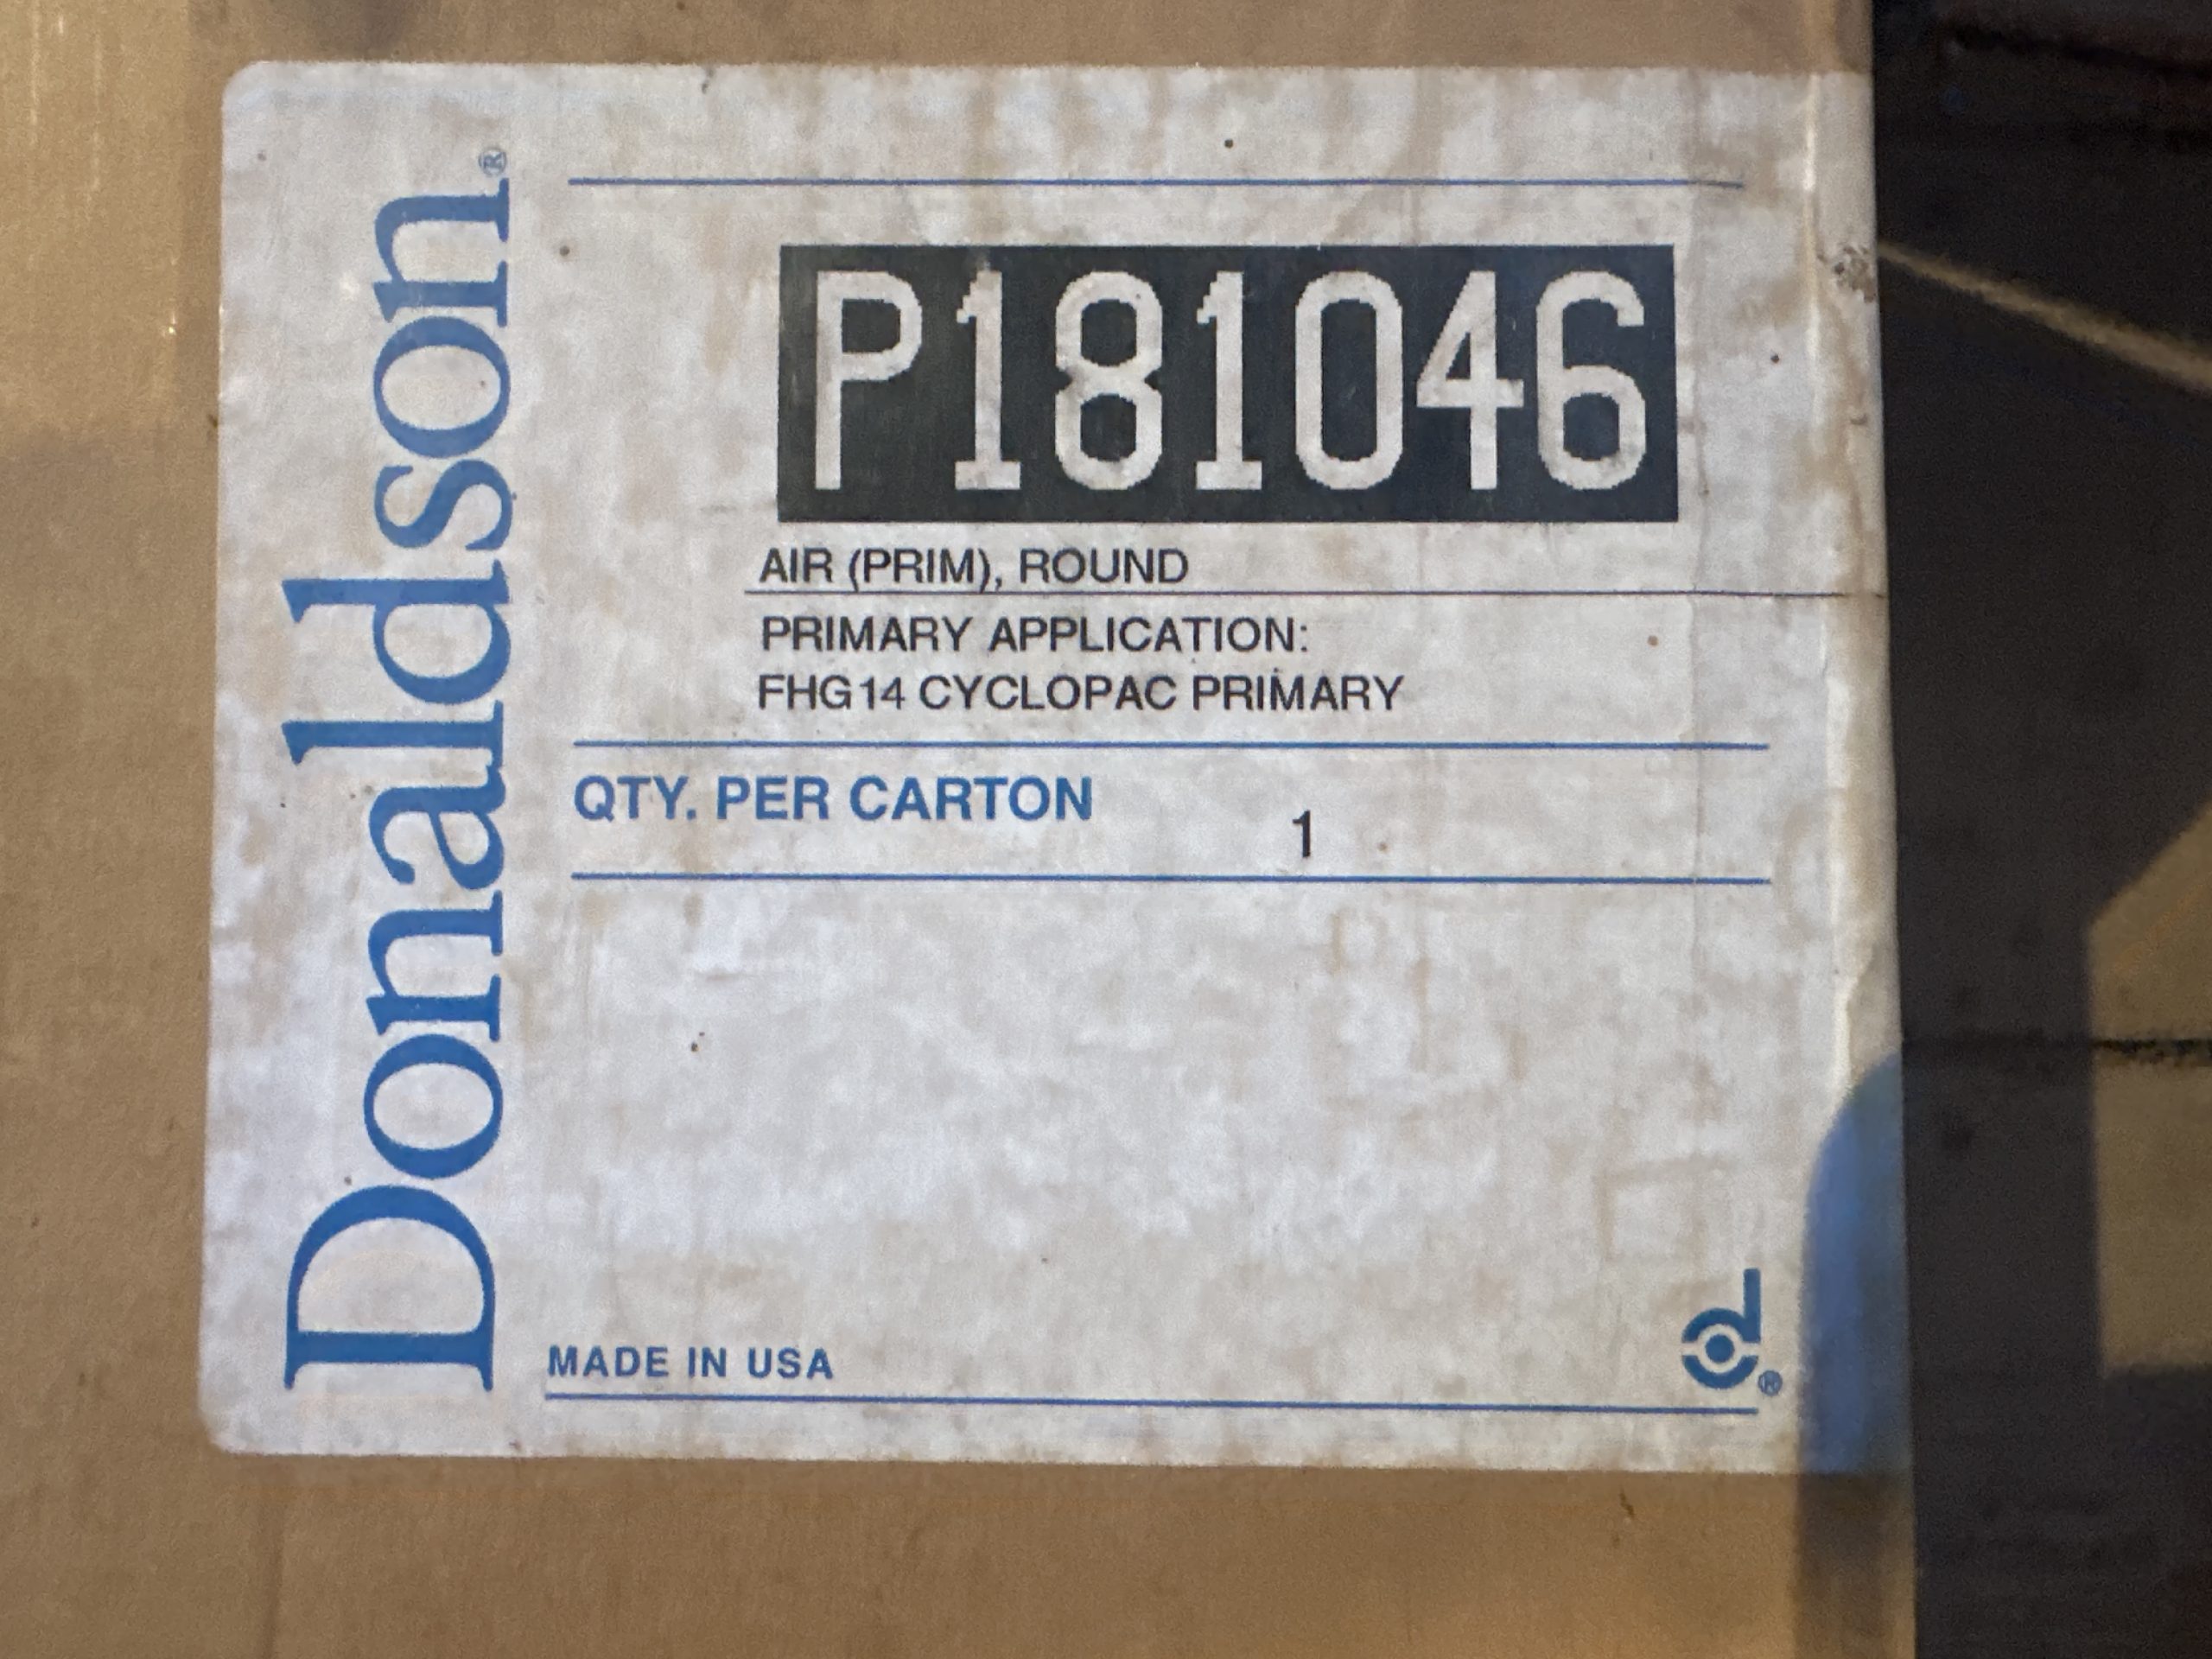 Donaldson®
P181046
AIR (PRIM), ROUND
PRIMARY APPLICATION:
FHG14 CYCLOPAC PRIMARY
QTY. PER CARTON 1
MADE IN USA
d®